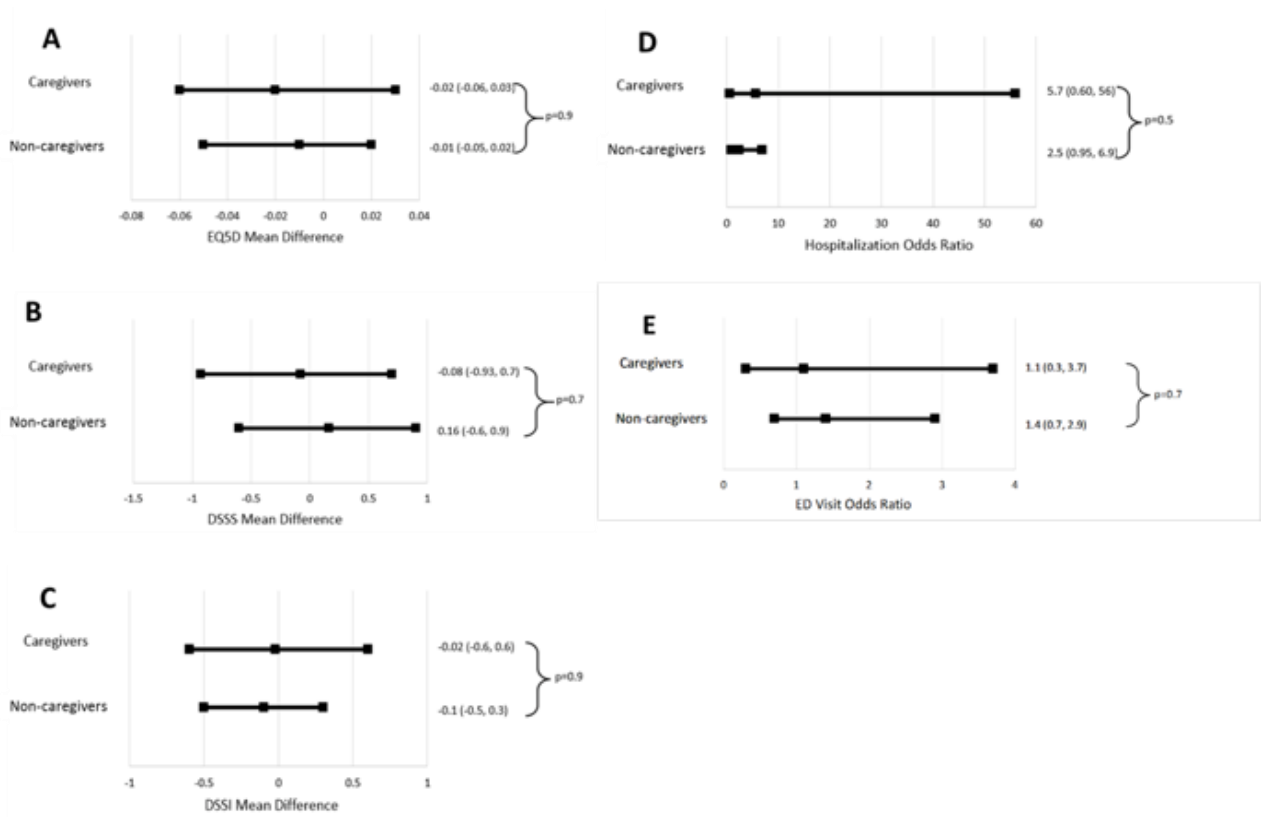 A
Caregivers
-0.02 (-0.06, 0.03)
p=0.9
Non-caregivers
-0.01 (-0.05, 0.02)
-0.08 -0.06 -0.04 -0.02 0 0.02 0.04
EQ5D Mean Difference
B
Caregivers
-0.08 (-0.93, 0.7)
p=0.7
Non-caregivers
0.16 (-0.6, 0.9)
-1.5 -1 -0.5 0 0.5 1
DSSS Mean Difference
C
Caregivers
-0.02 (-0.6, 0.6)
p=0.9
Non-caregivers
-0.1 (-0.5, 0.3)
-1 -0.5 0 0.5 1
DSSI Mean Difference
D
Caregivers
5.7 (0.60, 56)
p=0.5
Non-caregivers
2.5 (0.95, 6.9)
0 10 20 30 40 50 60
Hospitalization Odds Ratio
E
Caregivers
1.1 (0.3, 3.7)
p=0.7
Non-caregivers
1.4 (0.7, 2.9)
0 1 2 3 4
ED Visit Odds Ratio